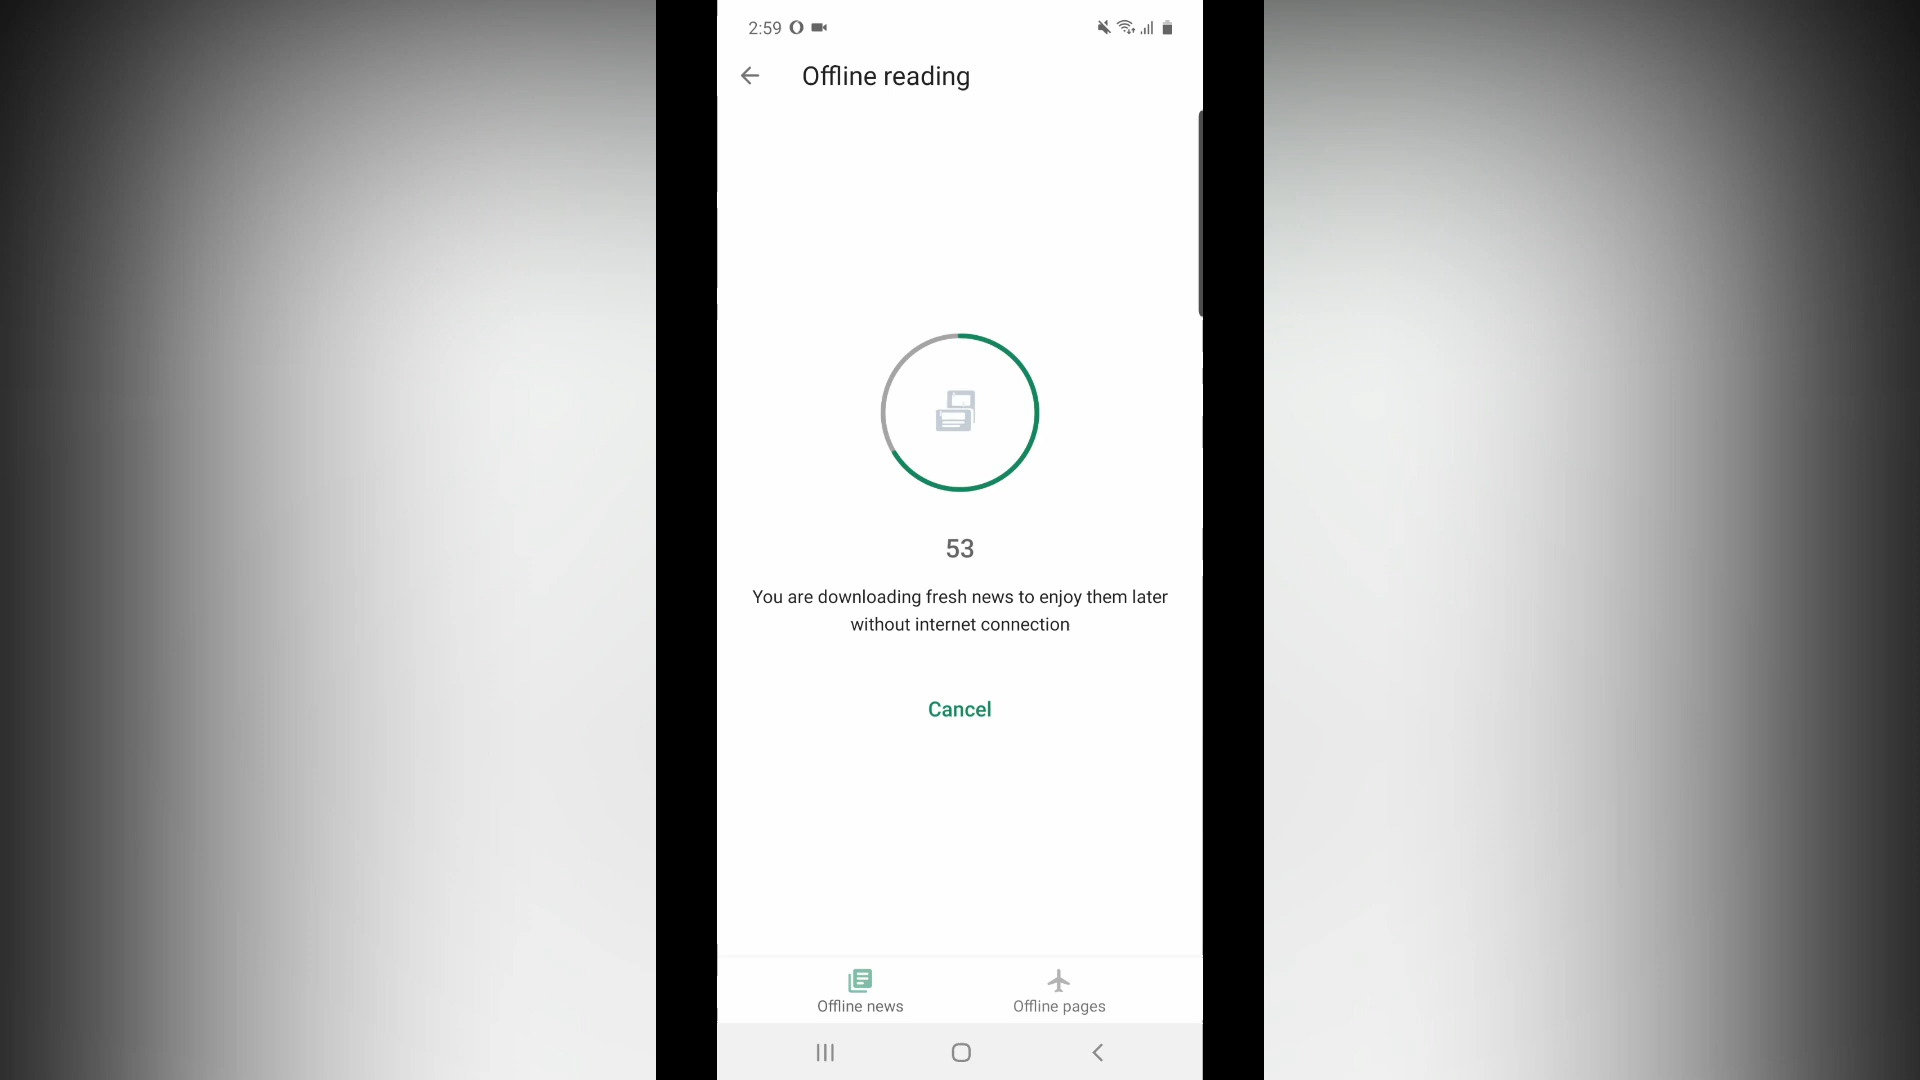 2:59
Offline reading
53
You are downloading fresh news to enjoy them later
without internet connection
Cancel
Offline news
Offline pages